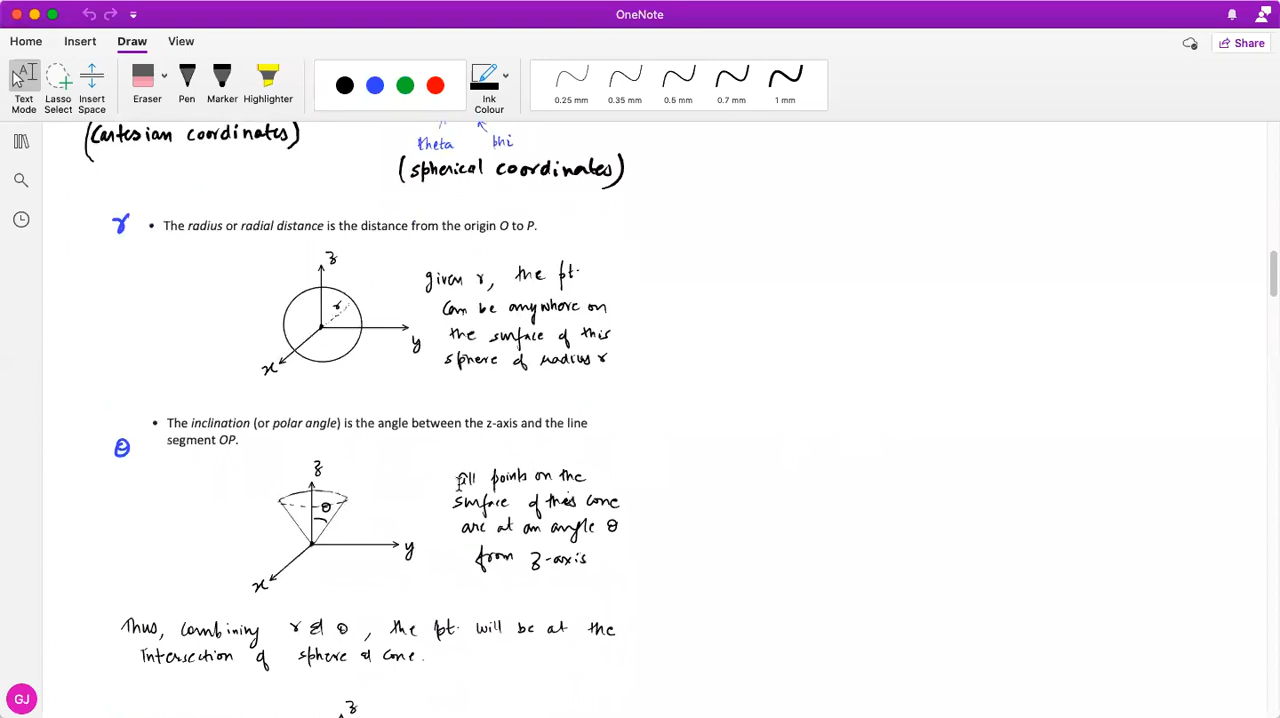 OneNote
Home Insert Draw View
Share
Text Mode
Lasso Select
Insert Space
Eraser
Pen
Marker
Highlighter
Ink Colour
0.25 mm 0.35 mm 0.5 mm 0.7 mm 1 mm
(Cartesian coordinates)
theta phi
(spherical coordinates)
r
• The radius or radial distance is the distance from the origin O to P.
z
r
y
x
given r, the pt.
can be anywhere on
the surface of this
sphere of radius r
• The inclination (or polar angle) is the angle between the z-axis and the line
segment OP.
θ
z
θ
y
x
All points on the
surface of this cone
are at an angle θ
from z-axis
Thus, combining r & θ, the pt. will be at the
intersection of sphere & cone.
z
GJ